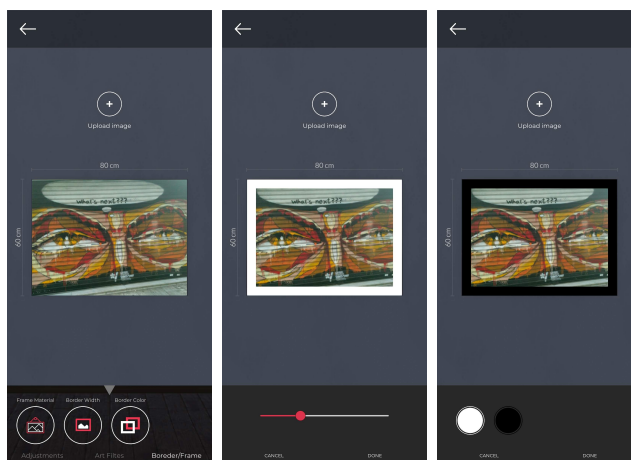 Upload image
80 cm
60 cm
what's next???
Frame Material
Border Width
Border Color
Adjustments
Art Filtes
Boreder/Frame
Upload image
80 cm
60 cm
what's next???
CANCEL
DONE
Upload image
80 cm
60 cm
what's next???
CANCEL
DONE